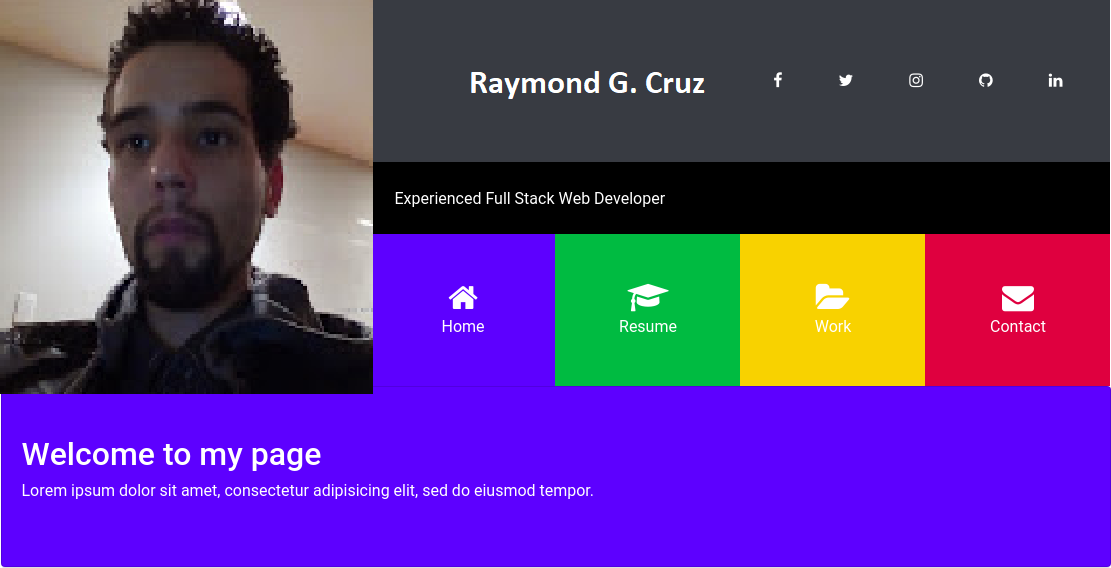 Raymond G. Cruz
Experienced Full Stack Web Developer
Home
Resume
Work
Contact
Welcome to my page
Lorem ipsum dolor sit amet, consectetur adipisicing elit, sed do eiusmod tempor.